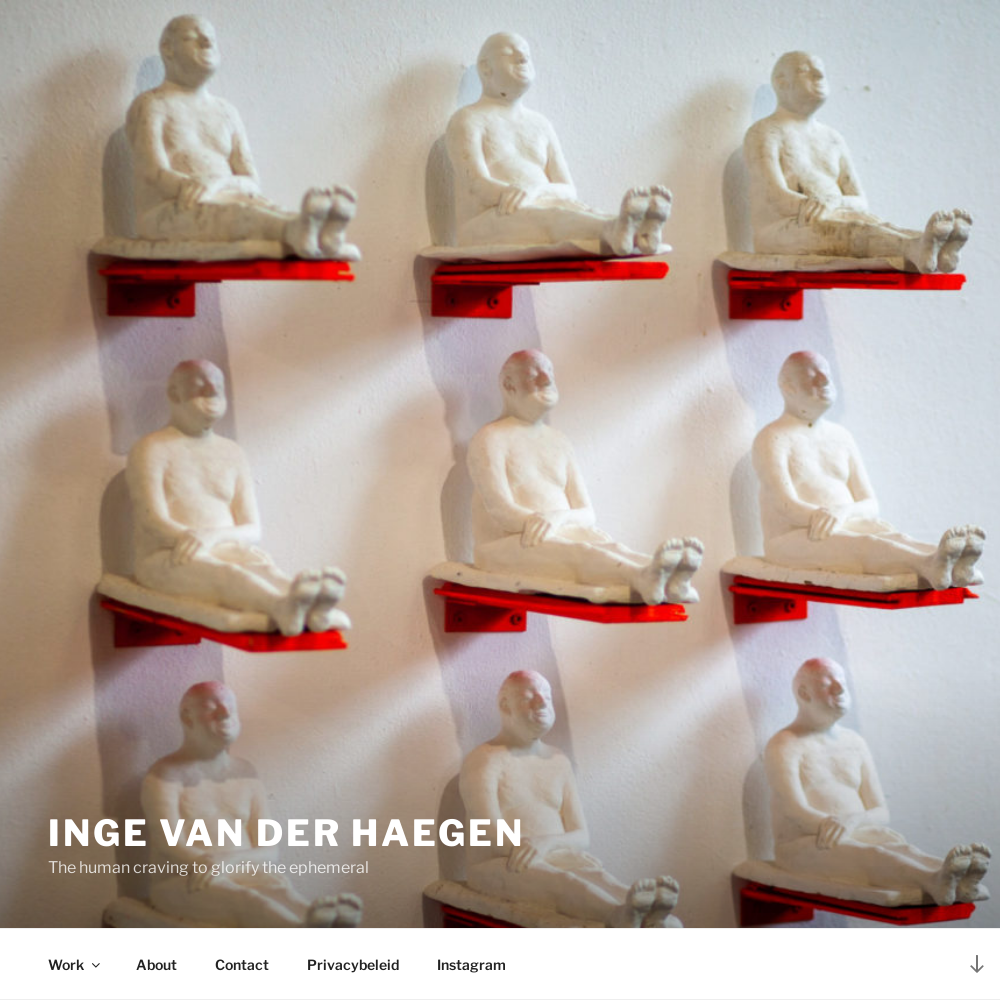 INGE VAN DER HAEGEN
The human craving to glorify the ephemeral
Work About Contact Privacybeleid Instagram